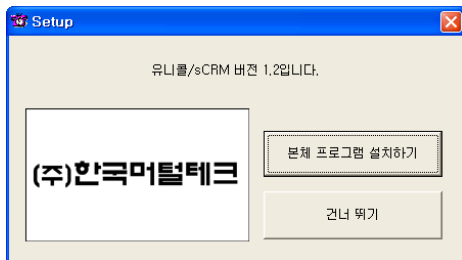 Setup
유니콜/sCRM 버전 1,2입니다.
(주)한국머털테크
본체 프로그램 설치하기
건너 뛰기